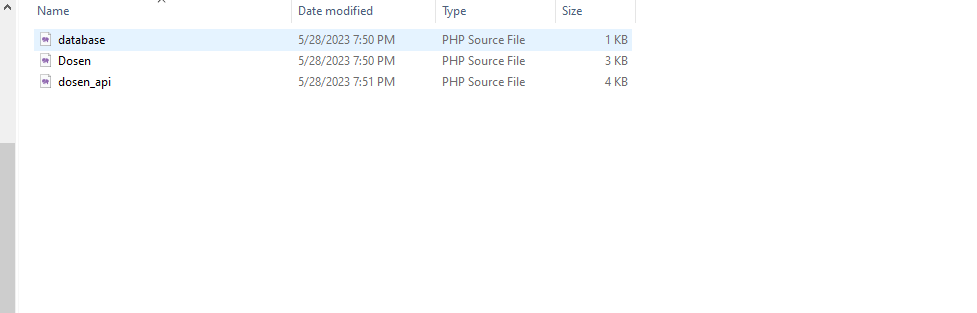 Name Date modified Type Size
database 5/28/2023 7:50 PM PHP Source File 1 KB
Dosen 5/28/2023 7:50 PM PHP Source File 3 KB
dosen_api 5/28/2023 7:51 PM PHP Source File 4 KB